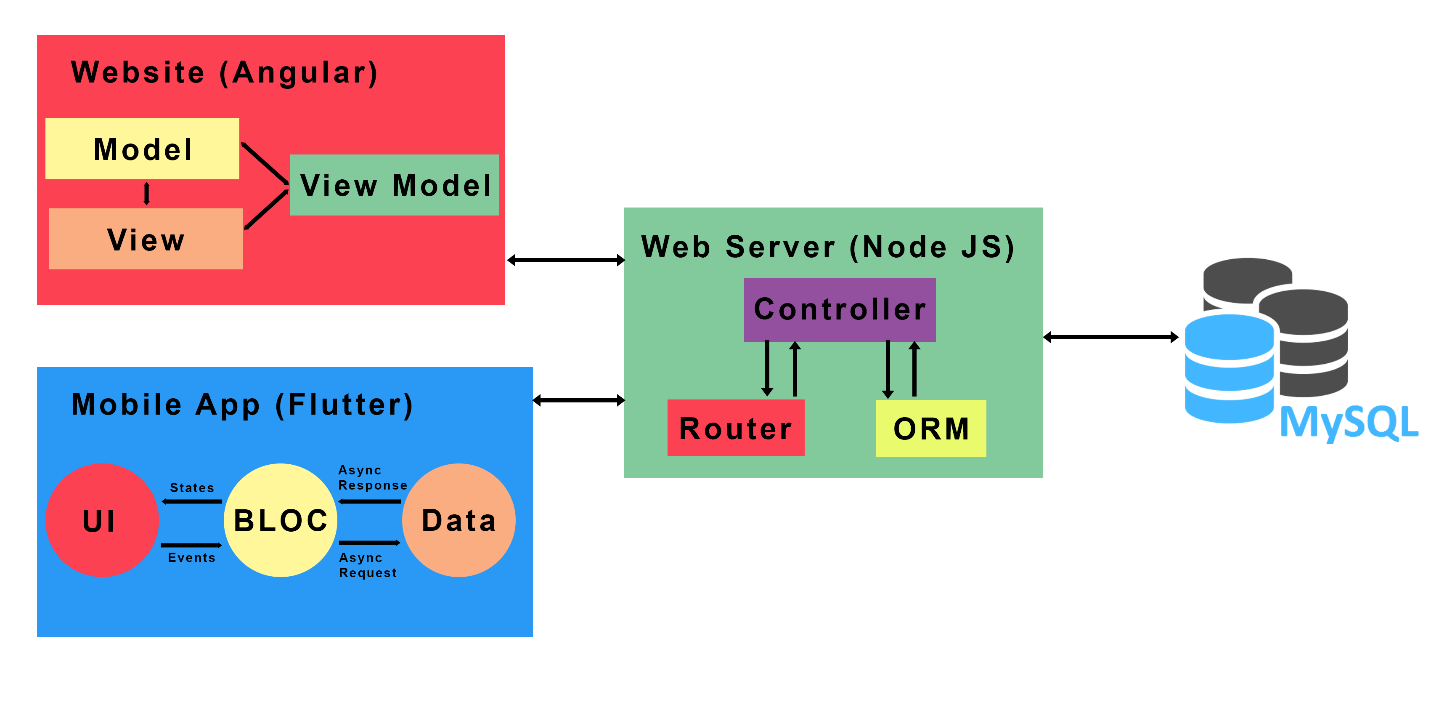 Website (Angular)
Model
View Model
View
Mobile App (Flutter)
UI
States
Events
BLOC
Async
Response
Async
Request
Data
Web Server (Node JS)
Controller
Router
ORM
MySQL